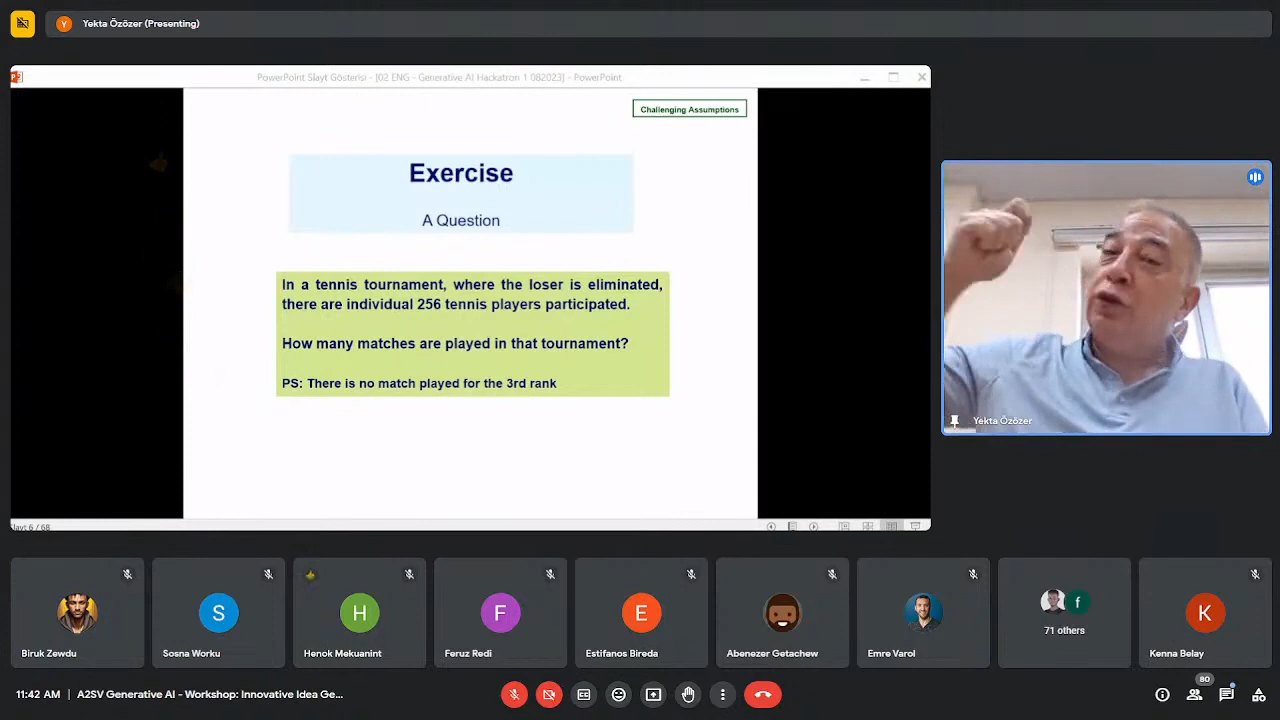 Y
Yekta Özözer (Presenting)
PowerPoint Slayt Gösterisi - [02 ENG - Generative AI Hackatron 1 082023] - PowerPoint
Challenging Assumptions
Exercise
A Question
In a tennis tournament, where the loser is eliminated,
there are individual 256 tennis players participated.
How many matches are played in that tournament?
PS: There is no match played for the 3rd rank
Slayt 6 / 68
Yekta Özözer
S
H
F
E
f
K
Biruk Zewdu
Sosna Worku
Henok Mekuanint
Feruz Redi
Estifanos Bireda
Abenezer Getachew
Emre Varol
71 others
Kenna Belay
11:42 AM | A2SV Generative AI - Workshop: Innovative Idea Ge...
80